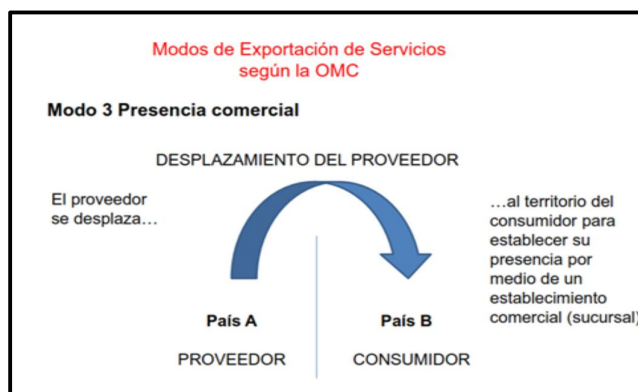 Modos de Exportación de Servicios
según la OMC
Modo 3 Presencia comercial
DESPLAZAMIENTO DEL PROVEEDOR
El proveedor
se desplaza…
…al territorio del
consumidor para
establecer su
presencia por
medio de un
establecimiento
comercial (sucursal)
País A
País B
PROVEEDOR
CONSUMIDOR